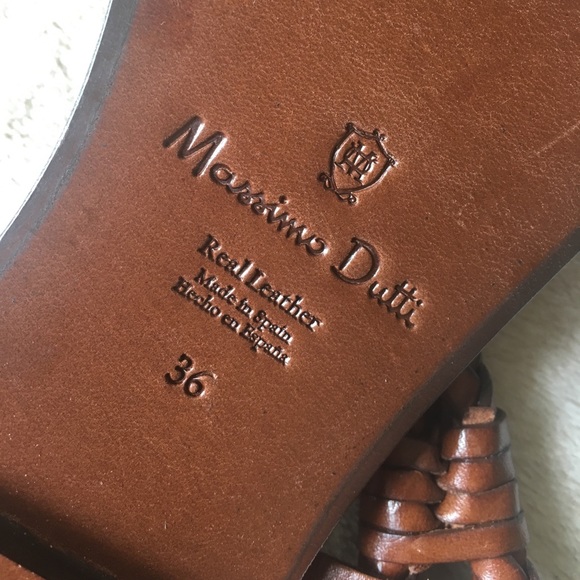 Massimo Dutti
Real Leather
Made in Spain
Hecho en España
36